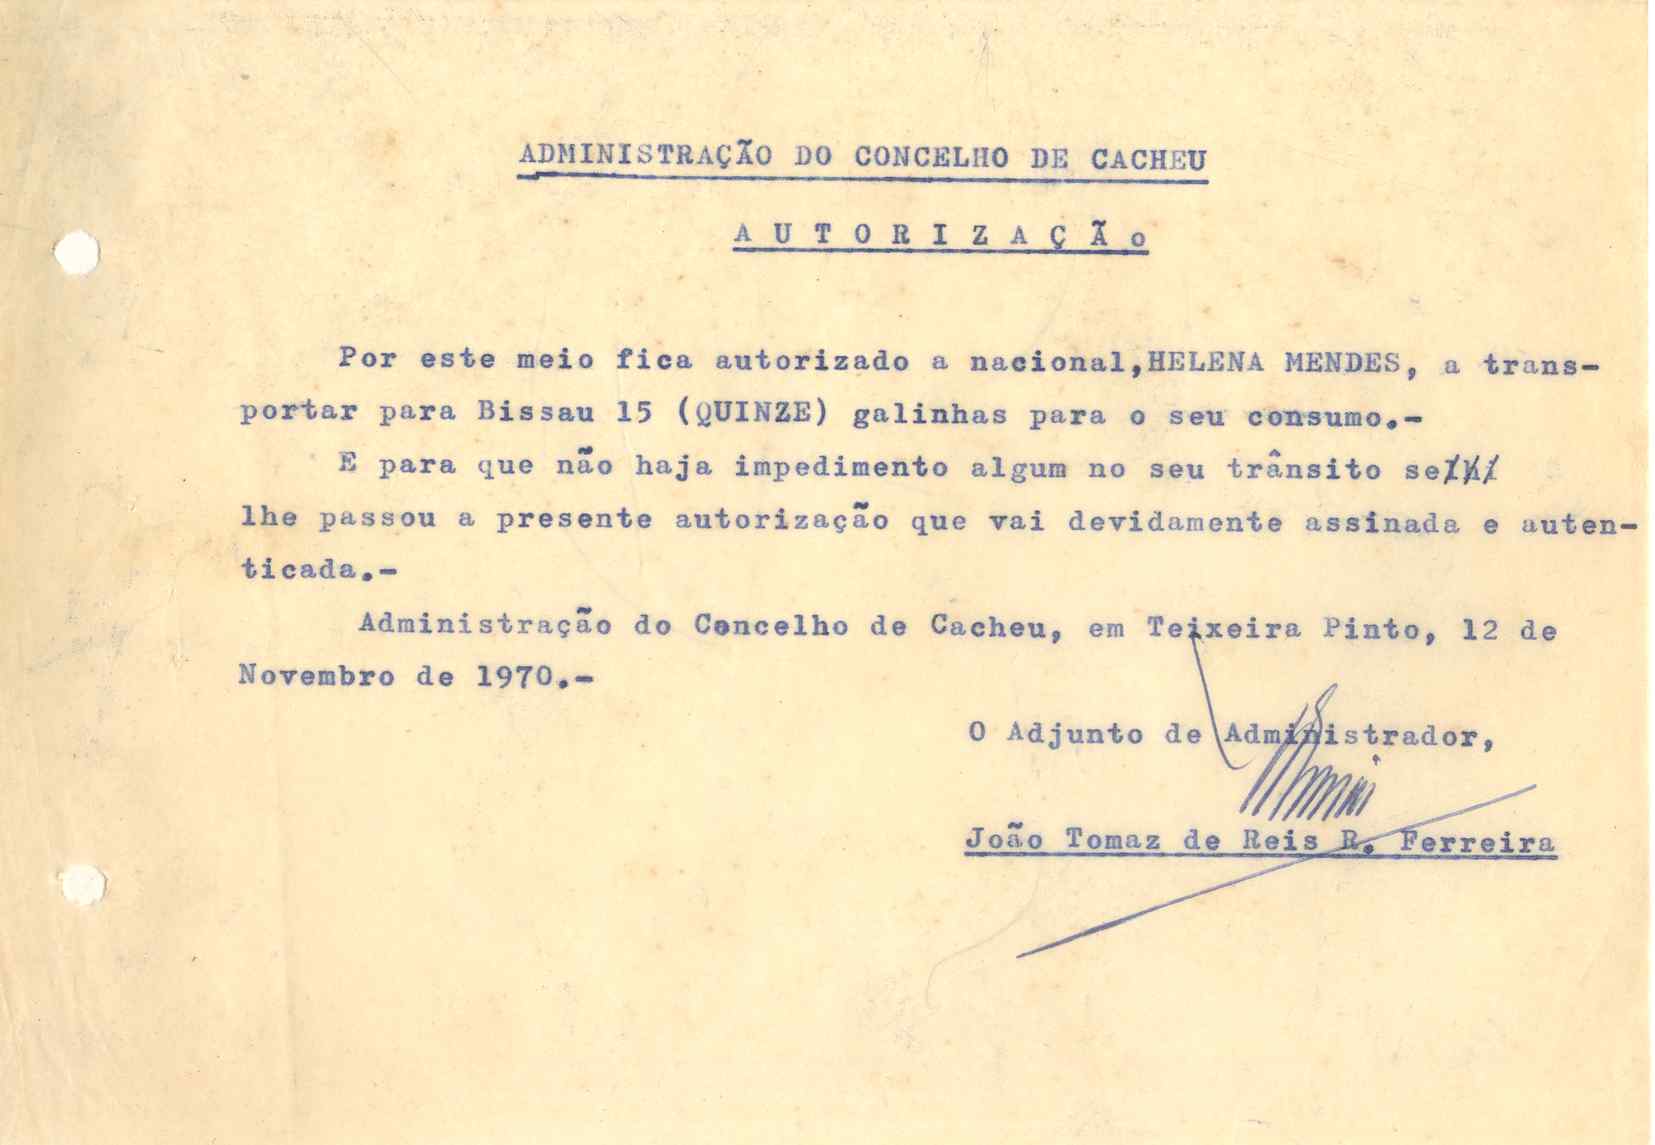 ADMINISTRAÇÃO DO CONCELHO DE CACHEU
A U T O R I Z A Ç Ã o
Por este meio fica autorizado a nacional,HELENA MENDES, a trans-
portar para Bissau 15 (QUINZE) galinhas para o seu consumo.-
E para que não haja impedimento algum no seu trânsito se
lhe passou a presente autorização que vai devidamente assinada e auten-
ticada.-
Administração do Concelho de Cacheu, em Teixeira Pinto, 12 de
Novembro de 1970.-
O Adjunto de Administrador,
João Tomaz de Reis R. Ferreira